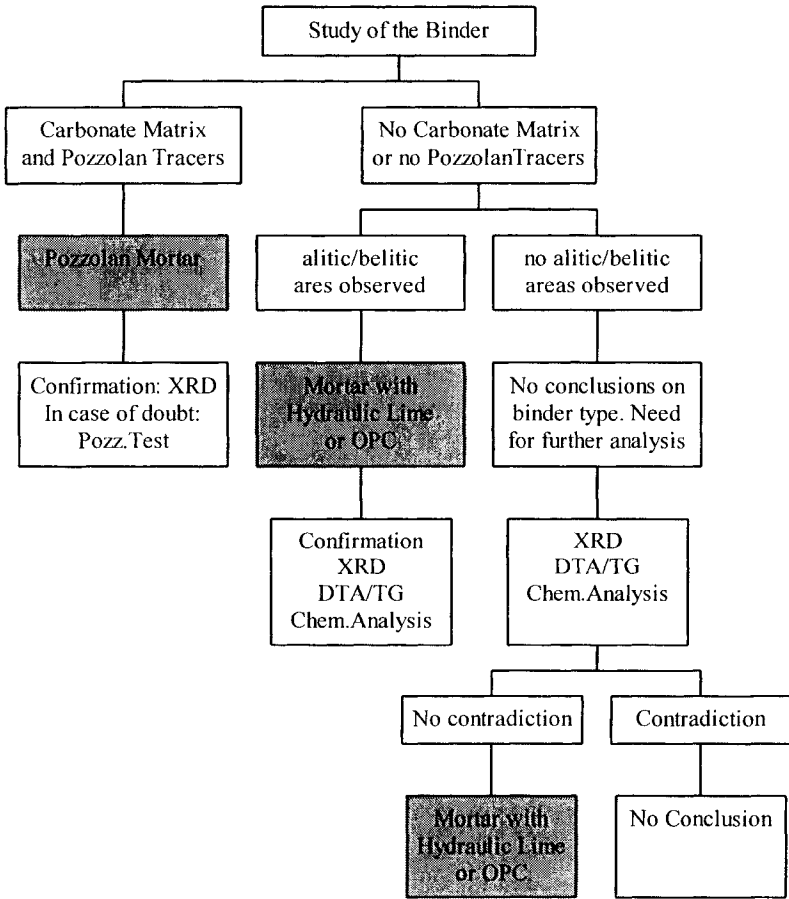 Study of the Binder
Carbonate Matrix
and Pozzolan Tracers
No Carbonate Matrix
or no PozzolanTracers
Pozzolan Mortar
alitic/belitic
ares observed
no alitic/belitic
areas observed
Confirmation: XRD
In case of doubt:
Pozz.Test
Mortar with
Hydraulic Lime
or OPC.
No conclusions on
binder type. Need
for further analysis
Confirmation
XRD
DTA/TG
Chem.Analysis
XRD
DTA/TG
Chem.Analysis
No contradiction
Contradiction
Mortar with
Hydraulic Lime
or OPC.
No Conclusion